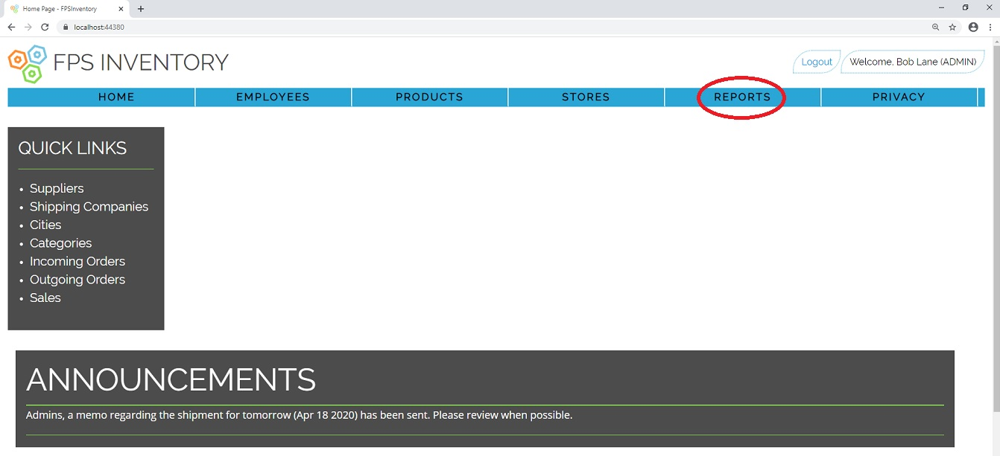 Home Page - FPSInventory
localhost:44380
FPS INVENTORY
Logout
Welcome, Bob Lane (ADMIN)
HOME EMPLOYEES PRODUCTS STORES REPORTS PRIVACY
QUICK LINKS
Suppliers
Shipping Companies
Cities
Categories
Incoming Orders
Outgoing Orders
Sales
ANNOUNCEMENTS
Admins, a memo regarding the shipment for tomorrow (Apr 18 2020) has been sent. Please review when possible.